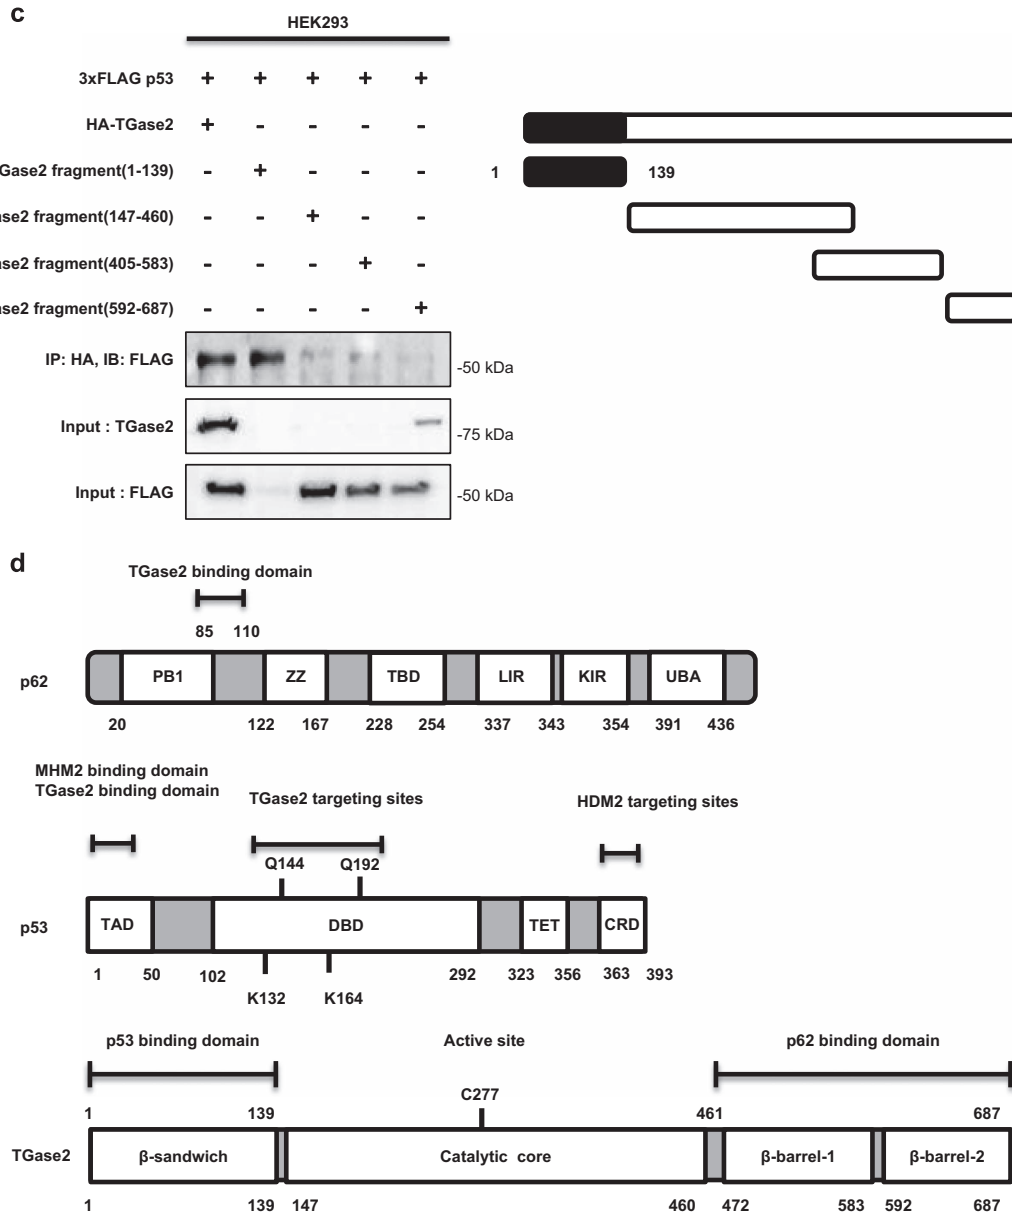 c
HEK293
3xFLAG p53 + + + + +
HA-TGase2 + - - - -
Gase2 fragment(1-139) - + - - -
1 139
ase2 fragment(147-460) - - + - -
ase2 fragment(405-583) - - - + -
ase2 fragment(592-687) - - - - +
IP: HA, IB: FLAG
-50 kDa
Input : TGase2
-75 kDa
Input : FLAG
-50 kDa
d
TGase2 binding domain
85 110
p62
PB1 ZZ TBD LIR KIR UBA
20 122 167 228 254 337 343 354 391 436
MHM2 binding domain
TGase2 binding domain
TGase2 targeting sites
HDM2 targeting sites
Q144 Q192
p53
TAD DBD TET CRD
1 50 102 292 323 356 363 393
K132 K164
p53 binding domain Active site p62 binding domain
C277
1 139 461 687
TGase2
β-sandwich Catalytic core β-barrel-1 β-barrel-2
1 139 147 460 472 583 592 687